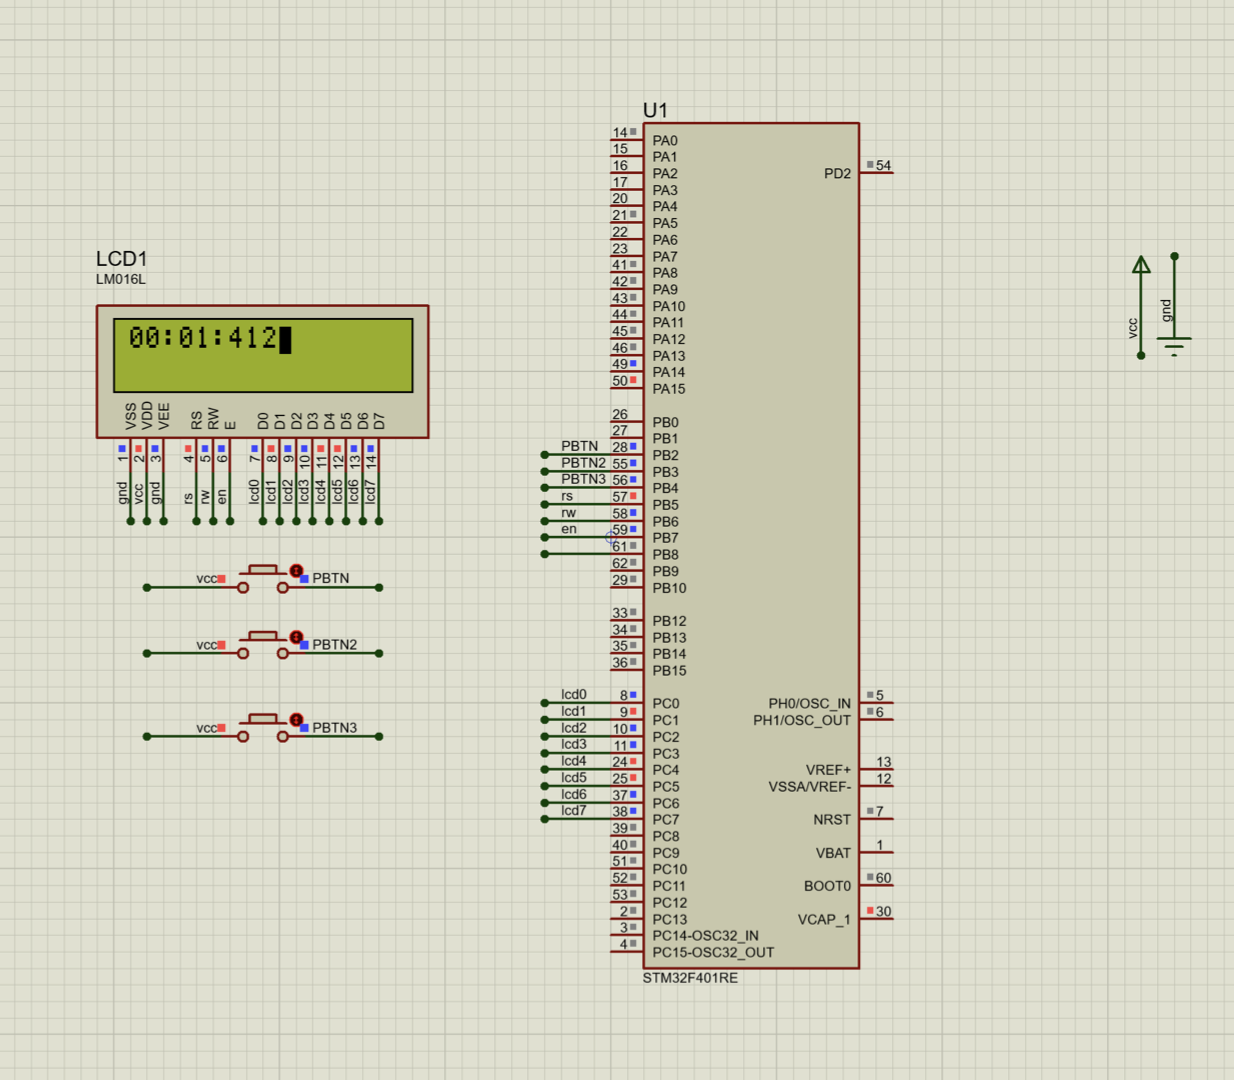 U1
14 PA0
15 PA1
16 PA2
17 PA3
20 PA4
21 PA5
22 PA6
23 PA7
41 PA8
42 PA9
43 PA10
44 PA11
45 PA12
46 PA13
49 PA14
50 PA15
26 PB0
27 PB1
PBTN 28 PB2
PBTN2 55 PB3
PBTN3 56 PB4
rs 57 PB5
rw 58 PB6
en 59 PB7
61 PB8
62 PB9
29 PB10
33 PB12
34 PB13
35 PB14
36 PB15
lcd0 8 PC0
lcd1 9 PC1
lcd2 10 PC2
lcd3 11 PC3
lcd4 24 PC4
lcd5 25 PC5
lcd6 37 PC6
lcd7 38 PC7
39 PC8
40 PC9
51 PC10
52 PC11
53 PC12
2 PC13
3 PC14-OSC32_IN
4 PC15-OSC32_OUT
PD2 54
PH0/OSC_IN 5
PH1/OSC_OUT 6
VREF+ 13
VSSA/VREF- 12
NRST 7
VBAT 1
BOOT0 60
VCAP_1 30
STM32F401RE
LCD1
LM016L
00:01:412
VSS VDD VEE RS RW E D0 D1 D2 D3 D4 D5 D6 D7
1 2 3 4 5 6 7 8 9 10 11 12 13 14
gnd vcc gnd rs rw en lcd0 lcd1 lcd2 lcd3 lcd4 lcd5 lcd6 lcd7
vcc PBTN
vcc PBTN2
vcc PBTN3
vcc gnd